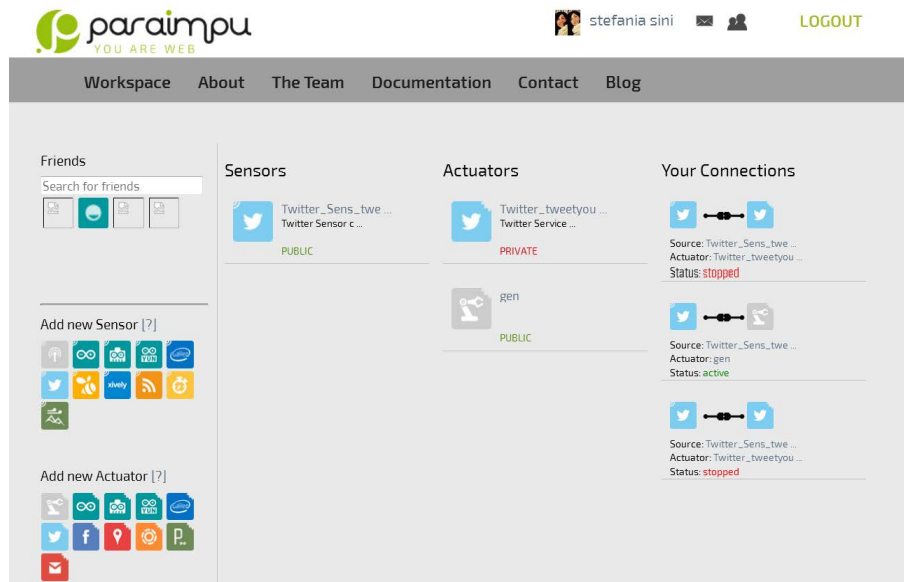 paraimpu
YOU ARE WEB
stefania sini
LOGOUT
Workspace About The Team Documentation Contact Blog
Friends
Search for friends
Add new Sensor [?]
xively
Add new Actuator [?]
Sensors
Twitter_Sens_twe ...
Twitter Sensor c ...
PUBLIC
Actuators
Twitter_tweetyou ...
Twitter Service ...
PRIVATE
gen
PUBLIC
Your Connections
Source: Twitter_Sens_twe ...
Actuator: Twitter_tweetyou ...
Status: stopped
Source: Twitter_Sens_twe ...
Actuator: gen
Status: active
Source: Twitter_Sens_twe ...
Actuator: Twitter_tweetyou ...
Status: stopped